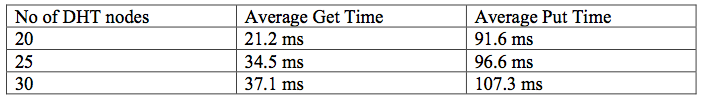 No of DHT nodes Average Get Time Average Put Time
20 21.2 ms 91.6 ms
25 34.5 ms 96.6 ms
30 37.1 ms 107.3 ms